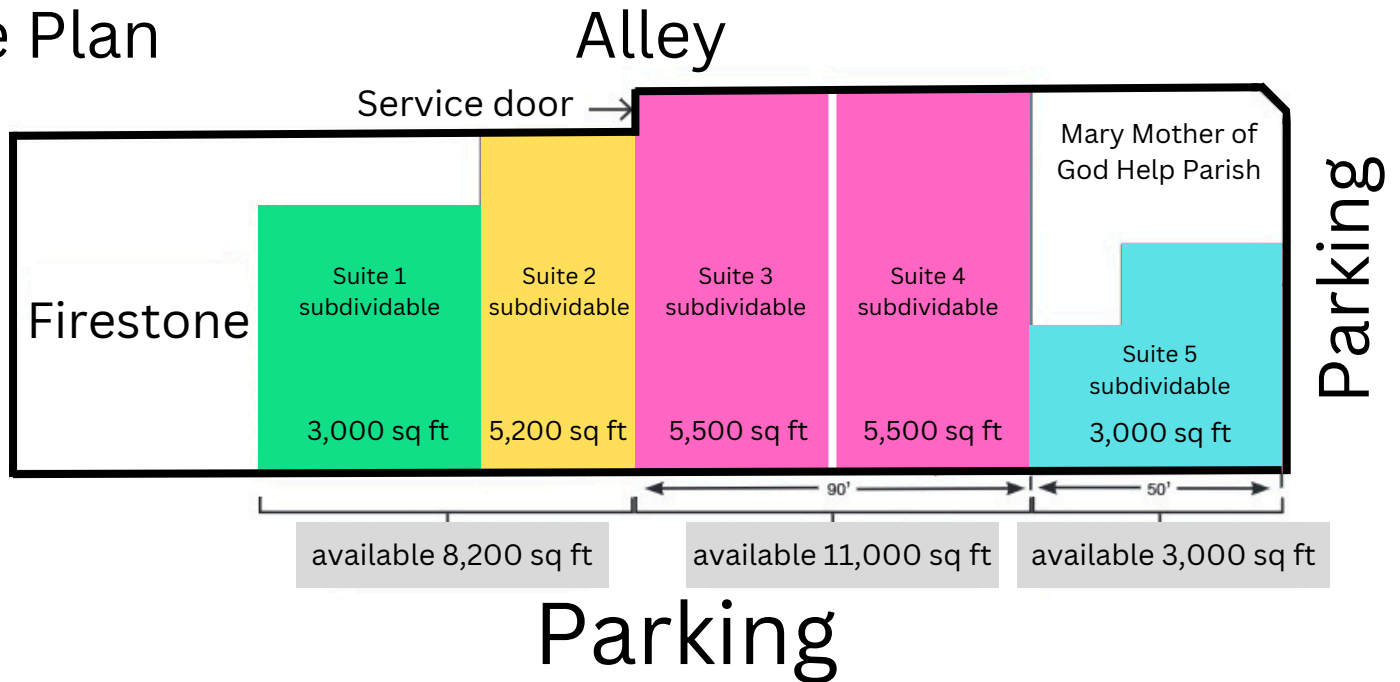 e Plan
Alley
Service door
Mary Mother of
God Help Parish
Parking
Firestone
Suite 1
subdividable
3,000 sq ft
Suite 2
subdividable
5,200 sq ft
Suite 3
subdividable
5,500 sq ft
Suite 4
subdividable
5,500 sq ft
Suite 5
subdividable
3,000 sq ft
90'
50'
available 8,200 sq ft
available 11,000 sq ft
available 3,000 sq ft
Parking